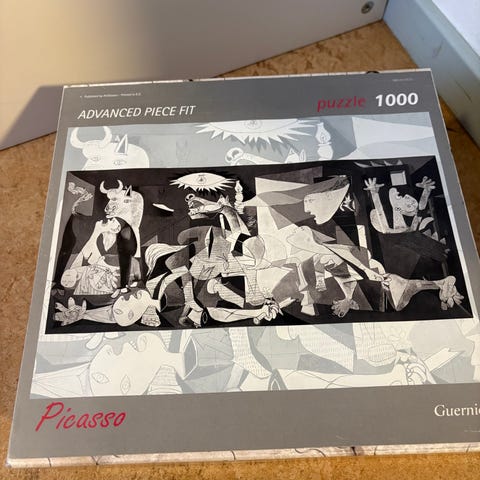 ADVANCED PIECE FIT
puzzle 1000
Picasso
Guernic